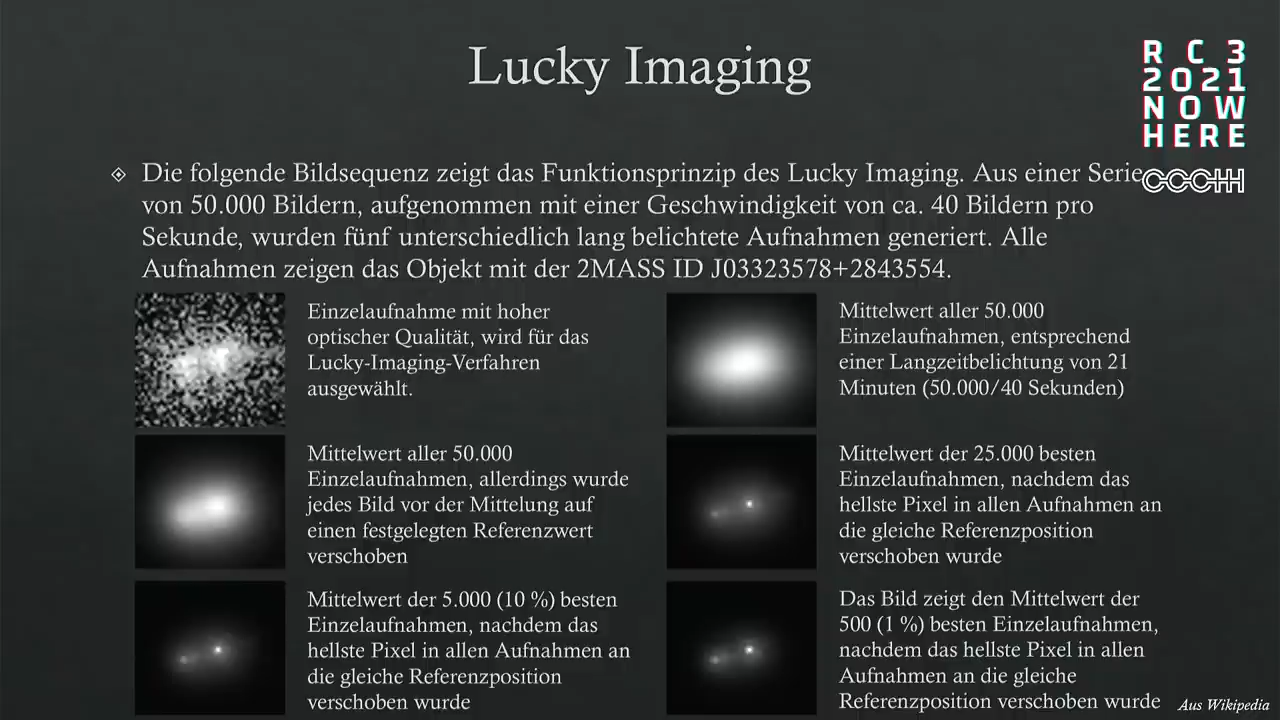 Lucky Imaging
R C 3
2021
N O W
HERE
CCCHH
Die folgende Bildsequenz zeigt das Funktionsprinzip des Lucky Imaging. Aus einer Serie
von 50.000 Bildern, aufgenommen mit einer Geschwindigkeit von ca. 40 Bildern pro
Sekunde, wurden fünf unterschiedlich lang belichtete Aufnahmen generiert. Alle
Aufnahmen zeigen das Objekt mit der 2MASS ID J03323578+2843554.
Einzelaufnahme mit hoher
optischer Qualität, wird für das
Lucky-Imaging-Verfahren
ausgewählt.
Mittelwert aller 50.000
Einzelaufnahmen, entsprechend
einer Langzeitbelichtung von 21
Minuten (50.000/40 Sekunden)
Mittelwert aller 50.000
Einzelaufnahmen, allerdings wurde
jedes Bild vor der Mittelung auf
einen festgelegten Referenzwert
verschoben
Mittelwert der 25.000 besten
Einzelaufnahmen, nachdem das
hellste Pixel in allen Aufnahmen an
die gleiche Referenzposition
verschoben wurde
Mittelwert der 5.000 (10 %) besten
Einzelaufnahmen, nachdem das
hellste Pixel in allen Aufnahmen an
die gleiche Referenzposition
verschoben wurde
Das Bild zeigt den Mittelwert der
500 (1 %) besten Einzelaufnahmen,
nachdem das hellste Pixel in allen
Aufnahmen an die gleiche
Referenzposition verschoben wurde
Aus Wikipedia